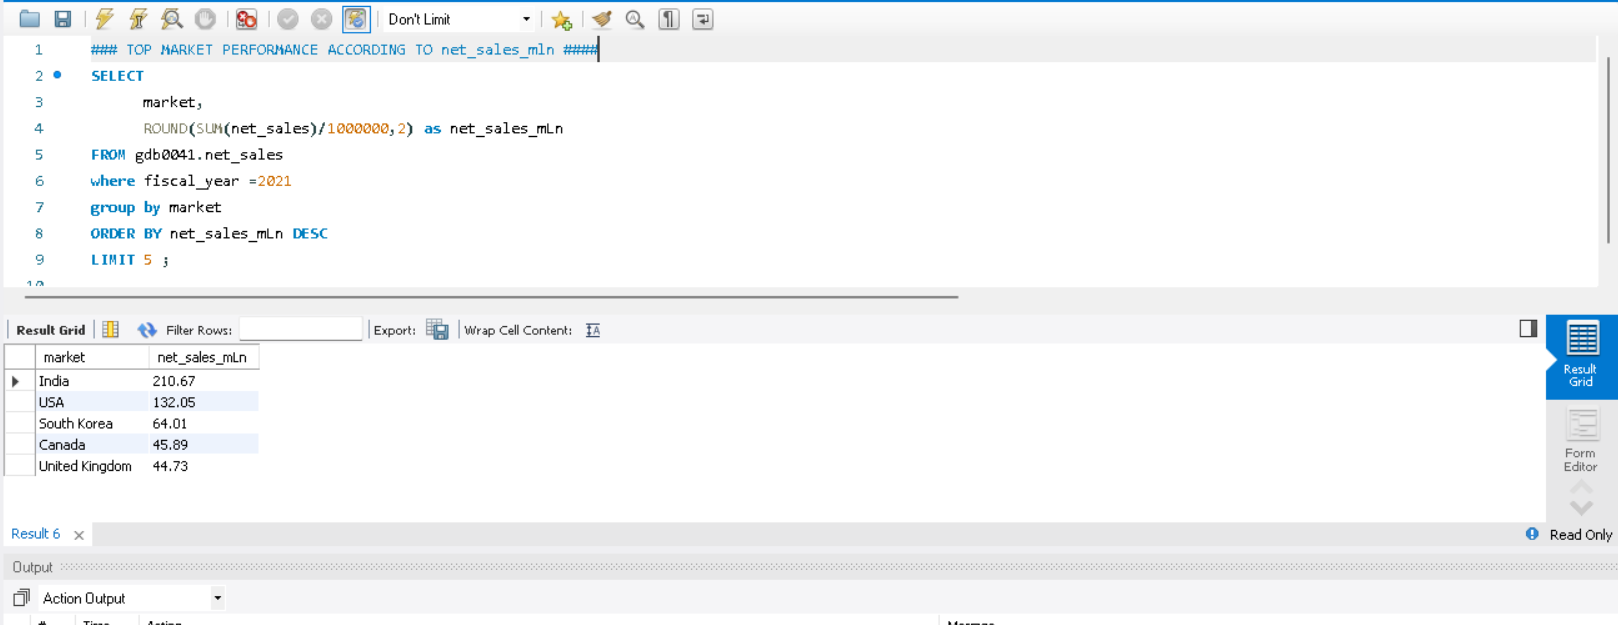 Don't Limit
1 ### TOP MARKET PERFORMANCE ACCORDING TO net_sales_mln ####
2 SELECT
3 market,
4 ROUND(SUM(net_sales)/1000000,2) as net_sales_mLn
5 FROM gdb0041.net_sales
6 where fiscal_year =2021
7 group by market
8 ORDER BY net_sales_mLn DESC
9 LIMIT 5 ;
10
Result Grid Filter Rows: Export: Wrap Cell Content:
market net_sales_mLn
India 210.67
USA 132.05
South Korea 64.01
Canada 45.89
United Kingdom 44.73
Result
Grid
Form
Editor
Result 6 Read Only
Output
Action Output
# Time Action Message